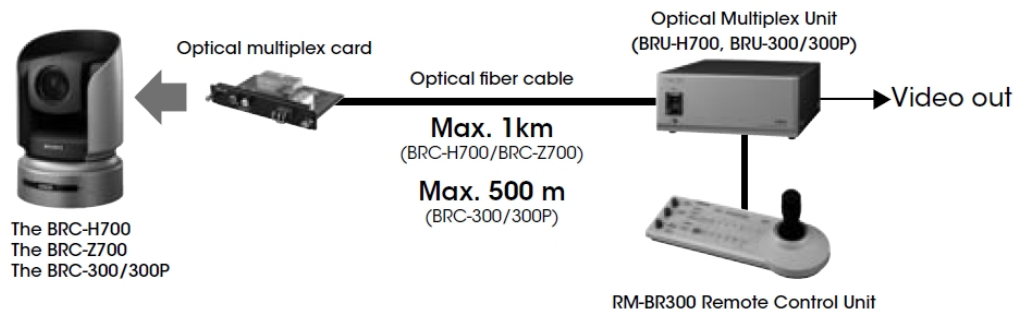 Optical Multiplex Unit
(BRU-H700, BRU-300/300P)
Optical multiplex card
Optical fiber cable
Video out
Max. 1km
(BRC-H700/BRC-Z700)
Max. 500 m
(BRC-300/300P)
The BRC-H700
The BRC-Z700
The BRC-300/300P
RM-BR300 Remote Control Unit